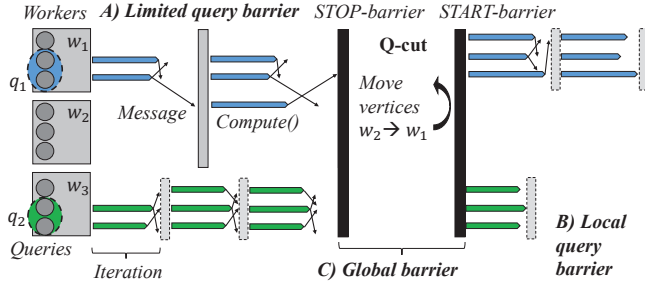 Workers
A) Limited query barrier
STOP-barrier
START-barrier
w1
q1
Message
Compute()
Q-cut
Move
vertices
w2 → w1
w2
w3
q2
Queries
Iteration
C) Global barrier
B) Local
query
barrier